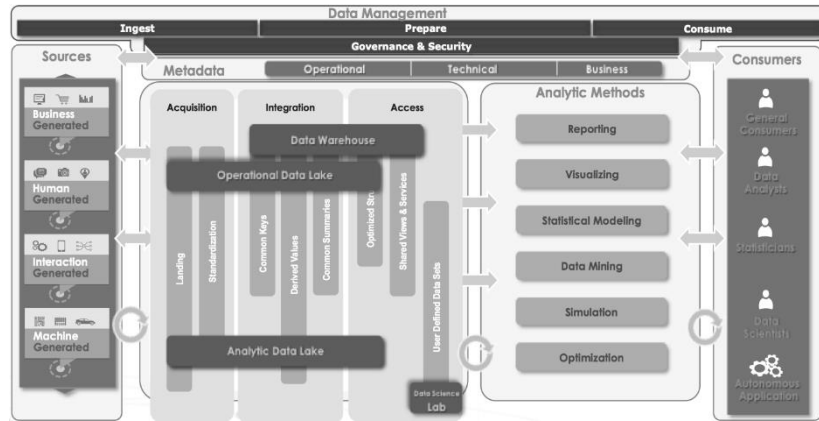 Data Management
Ingest
Prepare
Consume
Governance & Security
Sources
Metadata
Operational
Technical
Business
Consumers
Business
Generated
Human
Generated
Interaction
Generated
Machine
Generated
Acquisition
Integration
Access
Data Warehouse
Operational Data Lake
Landing
Standardization
Common Keys
Derived Values
Common Summaries
Shared Views & Services
User Defined Data Sets
Analytic Data Lake
Data Science
Lab
Analytic Methods
Reporting
Visualizing
Statistical Modeling
Data Mining
Simulation
Optimization
General
Consumers
Data
Analysts
Statisticians
Data
Scientists
Autonomous
Application